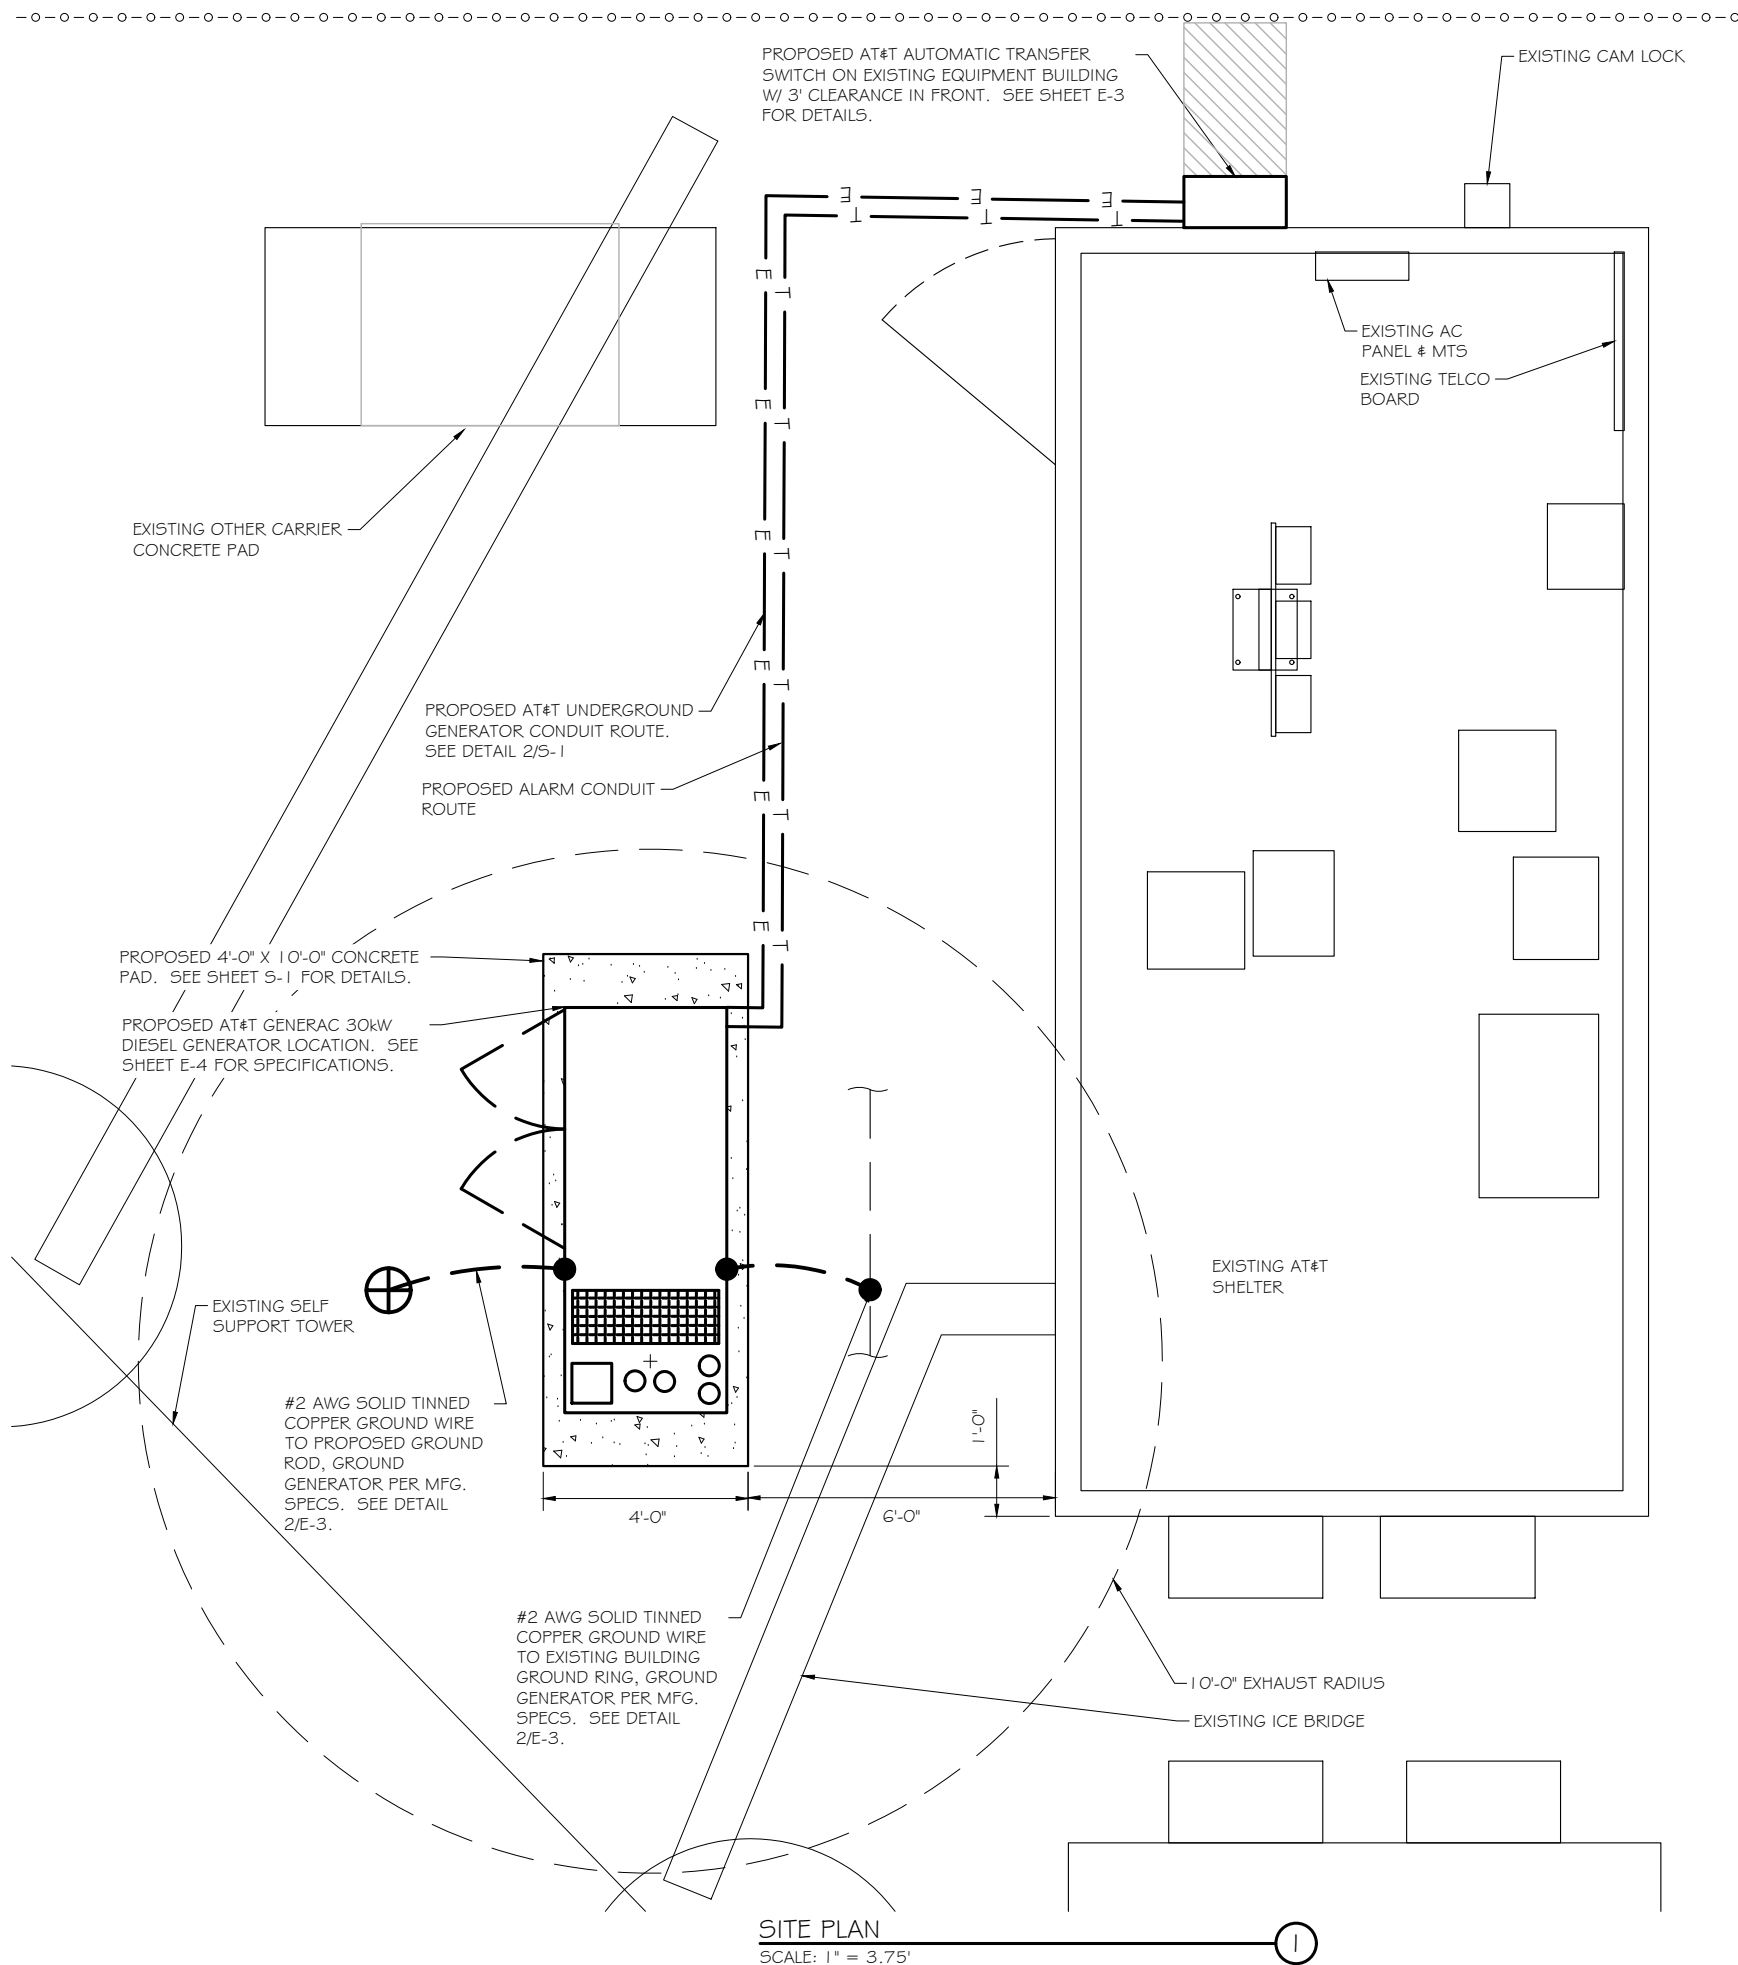 PROPOSED AT&T AUTOMATIC TRANSFER
SWITCH ON EXISTING EQUIPMENT BUILDING
W/ 3' CLEARANCE IN FRONT. SEE SHEET E-3
FOR DETAILS.
EXISTING CAM LOCK
E E E
T T T
E T
E T
E T
E T
E T
E T
EXISTING AC
PANEL & MTS
EXISTING TELCO
BOARD
EXISTING OTHER CARRIER
CONCRETE PAD
PROPOSED AT&T UNDERGROUND
GENERATOR CONDUIT ROUTE.
SEE DETAIL 2/S-1
PROPOSED ALARM CONDUIT
ROUTE
PROPOSED 4'-0" X 10'-0" CONCRETE
PAD. SEE SHEET S-1 FOR DETAILS.
PROPOSED AT&T GENERAC 30kW
DIESEL GENERATOR LOCATION. SEE
SHEET E-4 FOR SPECIFICATIONS.
EXISTING AT&T
SHELTER
EXISTING SELF
SUPPORT TOWER
#2 AWG SOLID TINNED
COPPER GROUND WIRE
TO PROPOSED GROUND
ROD, GROUND
GENERATOR PER MFG.
SPECS. SEE DETAIL
2/E-3.
1'-0"
4'-0"
6'-0"
#2 AWG SOLID TINNED
COPPER GROUND WIRE
TO EXISTING BUILDING
GROUND RING, GROUND
GENERATOR PER MFG.
SPECS. SEE DETAIL
2/E-3.
10'-0" EXHAUST RADIUS
EXISTING ICE BRIDGE
SITE PLAN
1
SCALE: 1" = 3.75'